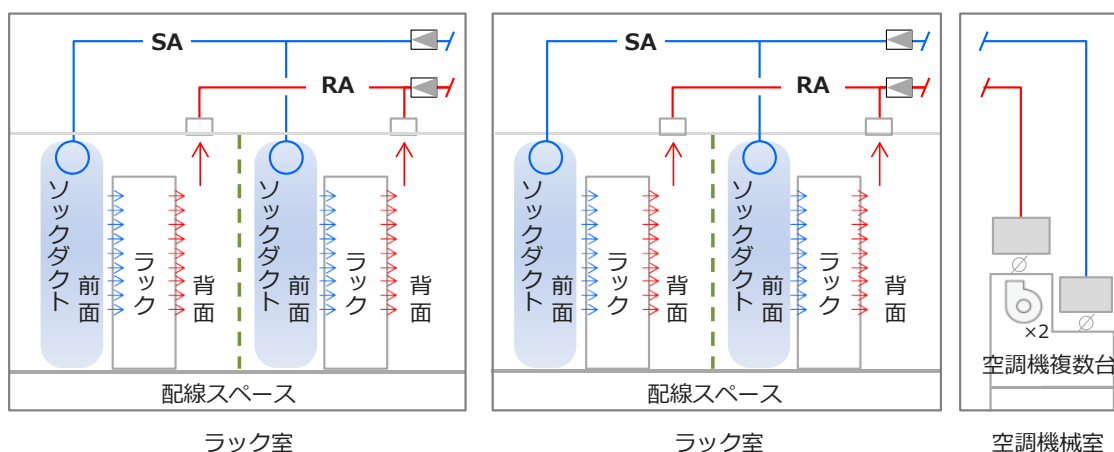 SA
RA
ソックダクト
前面
ラック
背面
ソックダクト
前面
ラック
背面
配線スペース
ラック室
SA
RA
ソックダクト
前面
ラック
背面
ソックダクト
前面
ラック
背面
配線スペース
ラック室
×2
空調機複数台
空調機械室